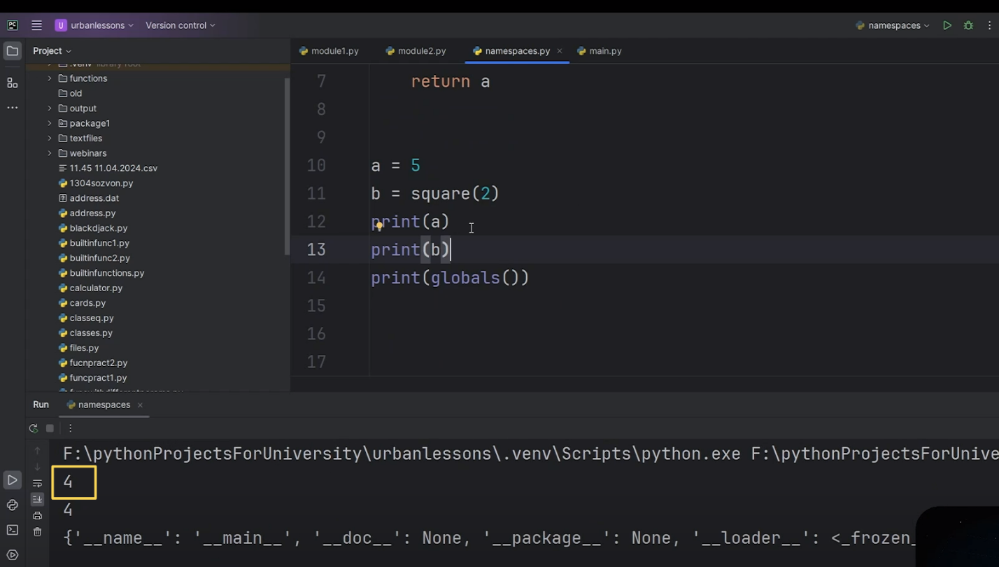 PC
U urbanlessons
Version control
namespaces
Project
module1.py
module2.py
namespaces.py
main.py
.venv library root
functions
old
output
package1
textfiles
webinars
11.45 11.04.2024.csv
1304sozvon.py
address.dat
address.py
blackdjack.py
builtinfunc1.py
builtinfunc2.py
builtinfunctions.py
calculator.py
cards.py
classeq.py
classes.py
files.py
fucnpract2.py
funcpract1.py
7 return a
8
9
10 a = 5
11 b = square(2)
12 print(a)
13 print(b)
14 print(globals())
15
16
17
Run
namespaces
F:\pythonProjectsForUniversity\urbanlessons\.venv\Scripts\python.exe F:\pythonProjectsForUnive
4
4
{'__name__': '__main__', '__doc__': None, '__package__': None, '__loader__': <_frozen_